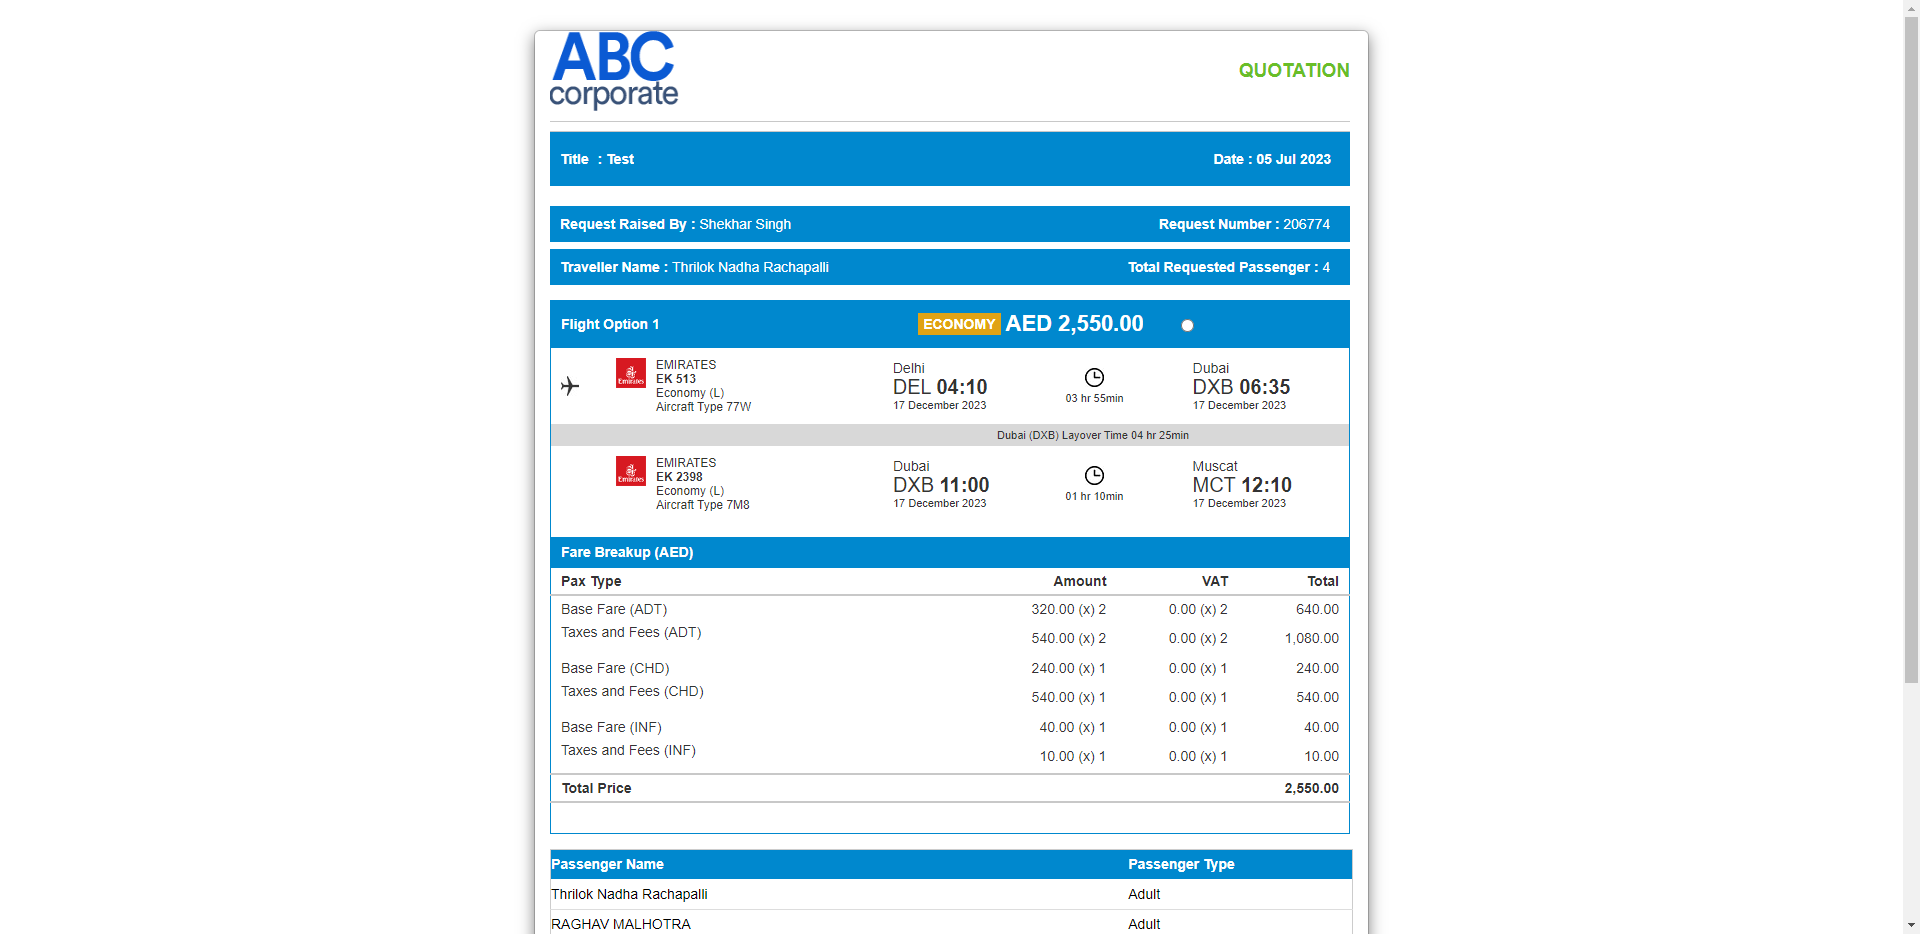 ABC
corporate
QUOTATION
Title : Test Date : 05 Jul 2023
Request Raised By : Shekhar Singh Request Number : 206774
Traveller Name : Thrilok Nadha Rachapalli Total Requested Passenger : 4
Flight Option 1 ECONOMY AED 2,550.00
Emirates
EMIRATES
EK 513
Economy (L)
Aircraft Type 77W
Delhi
DEL 04:10
17 December 2023
03 hr 55min
Dubai
DXB 06:35
17 December 2023
Dubai (DXB) Layover Time 04 hr 25min
Emirates
EMIRATES
EK 2398
Economy (L)
Aircraft Type 7M8
Dubai
DXB 11:00
17 December 2023
01 hr 10min
Muscat
MCT 12:10
17 December 2023
Fare Breakup (AED)
Pax Type Amount VAT Total
Base Fare (ADT) 320.00 (x) 2 0.00 (x) 2 640.00
Taxes and Fees (ADT) 540.00 (x) 2 0.00 (x) 2 1,080.00
Base Fare (CHD) 240.00 (x) 1 0.00 (x) 1 240.00
Taxes and Fees (CHD) 540.00 (x) 1 0.00 (x) 1 540.00
Base Fare (INF) 40.00 (x) 1 0.00 (x) 1 40.00
Taxes and Fees (INF) 10.00 (x) 1 0.00 (x) 1 10.00
Total Price 2,550.00
Passenger Name Passenger Type
Thrilok Nadha Rachapalli Adult
RAGHAV MALHOTRA Adult